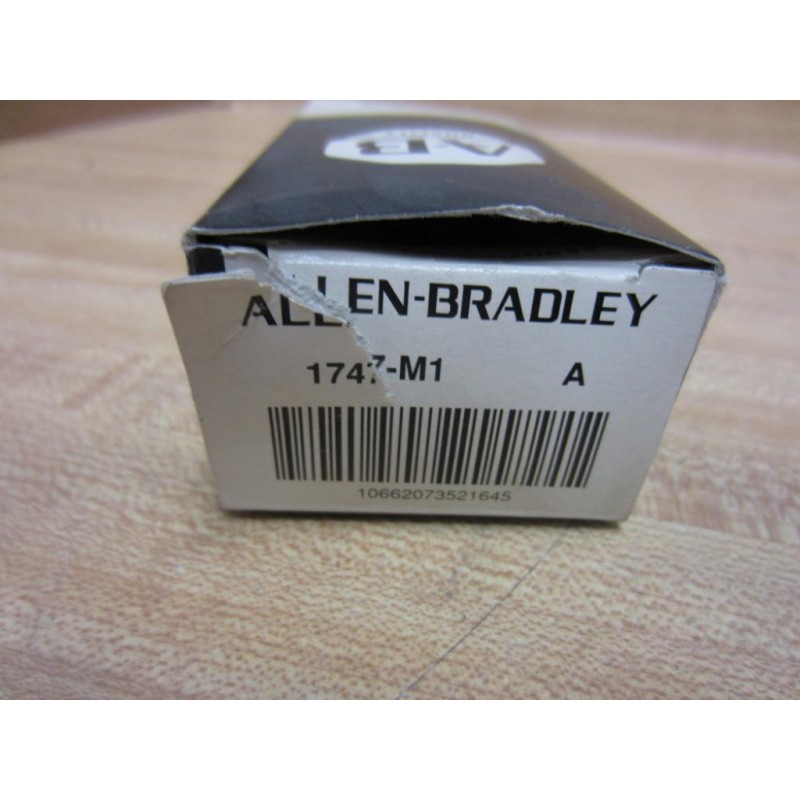 AB
ALLEN-BRADLEY
1747-M1 A
10662073521645